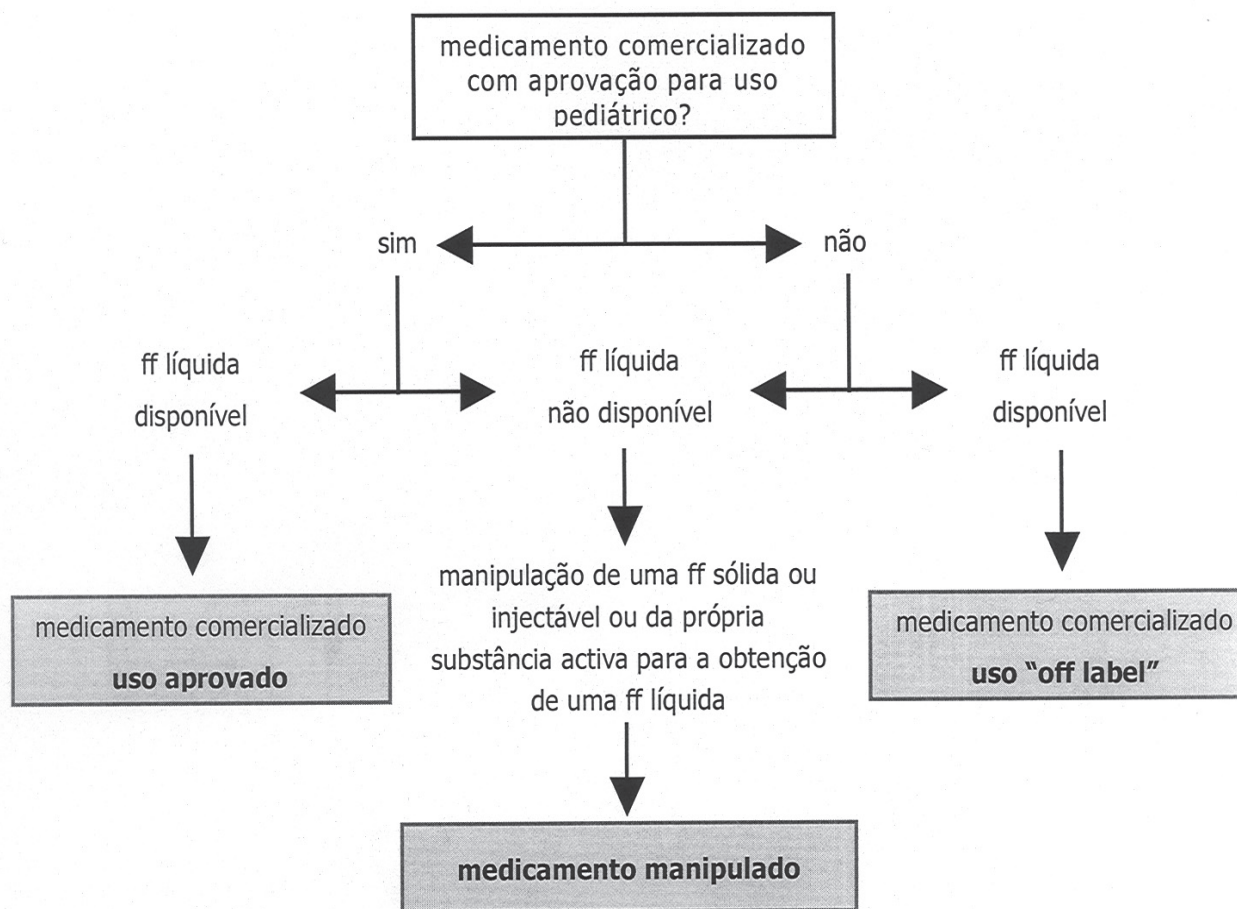 medicamento comercializado
com aprovação para uso
pediátrico?
sim
não
ff líquida
disponível
ff líquida
não disponível
ff líquida
disponível
manipulação de uma ff sólida ou
injectável ou da própria
substância activa para a obtenção
de uma ff líquida
medicamento comercializado
uso aprovado
medicamento comercializado
uso “off label”
medicamento manipulado